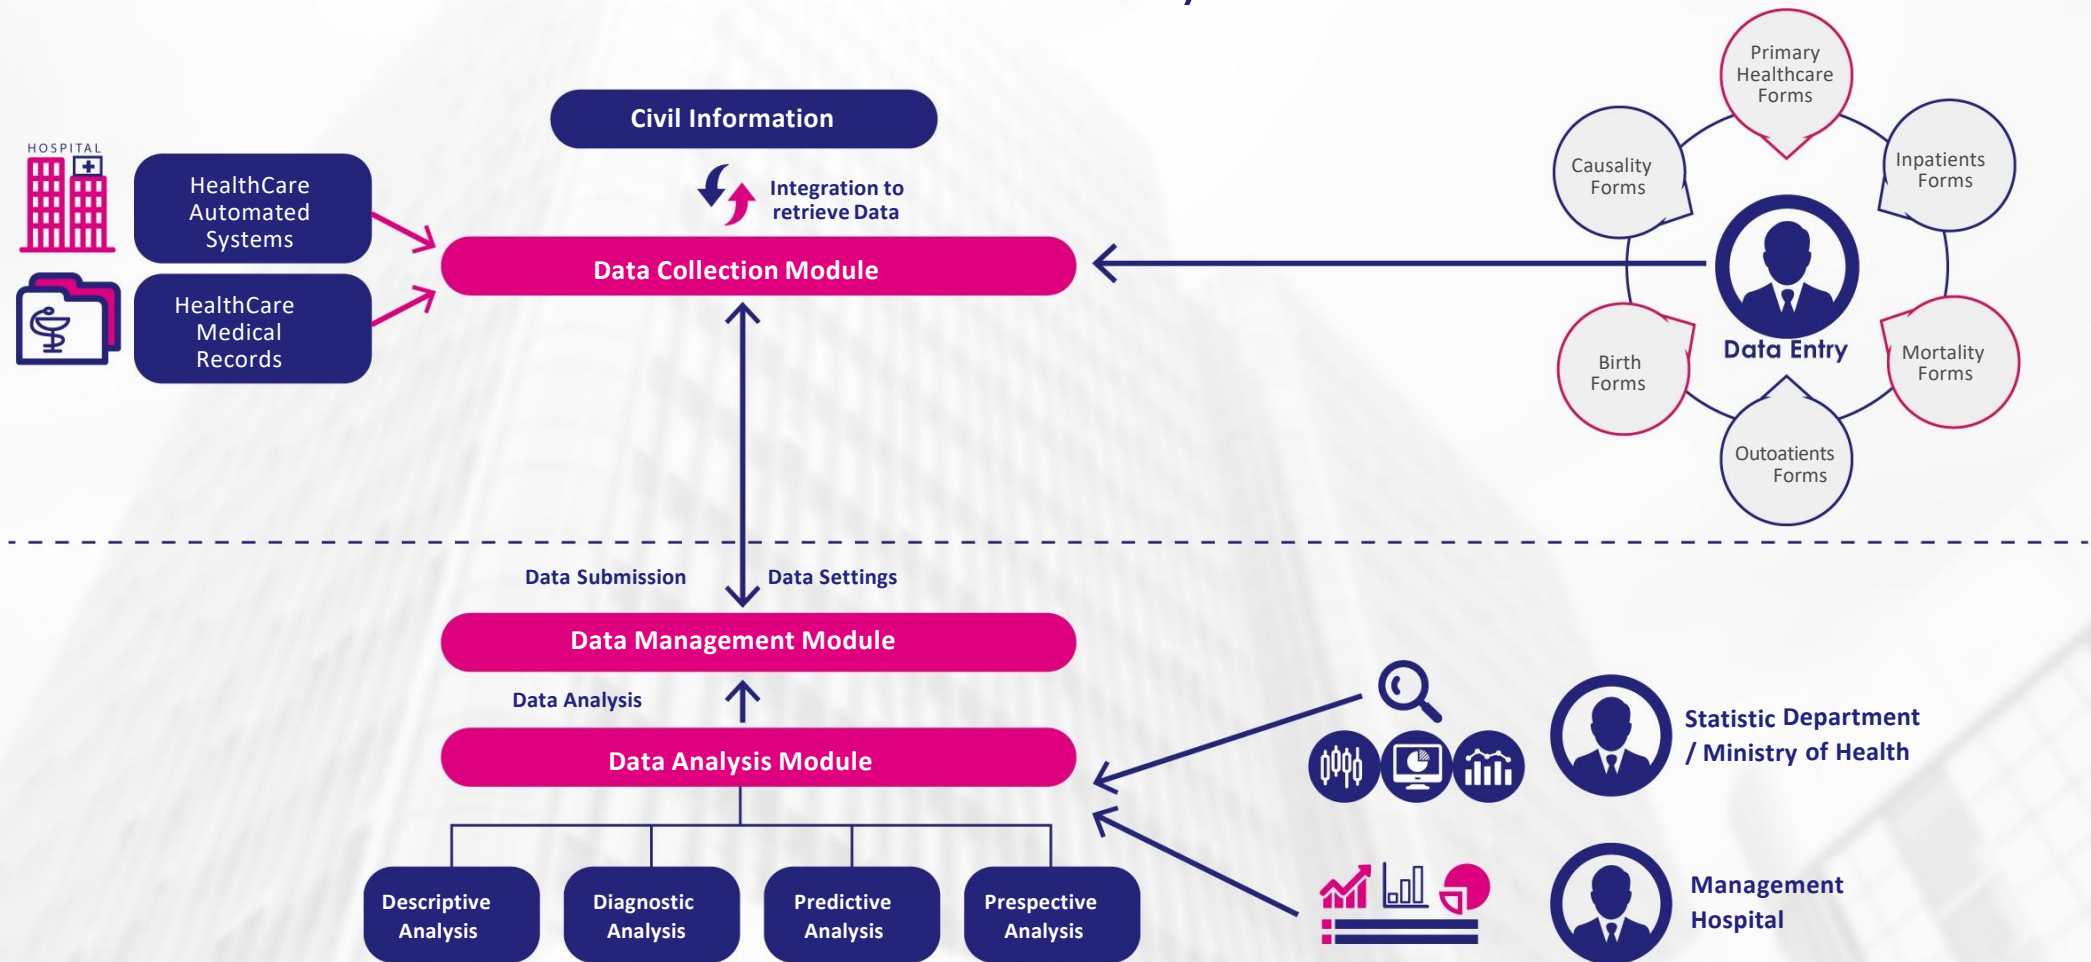 Civil Information
Integration to
retrieve Data
HOSPITAL
HealthCare
Automated
Systems
HealthCare
Medical
Records
Data Collection Module
Primary
Healthcare
Forms
Causality
Forms
Inpatients
Forms
Data Entry
Birth
Forms
Mortality
Forms
Outoatients
Forms
Data Submission
Data Settings
Data Management Module
Data Analysis
Data Analysis Module
Descriptive
Analysis
Diagnostic
Analysis
Predictive
Analysis
Prespective
Analysis
Statistic Department
/ Ministry of Health
Management
Hospital